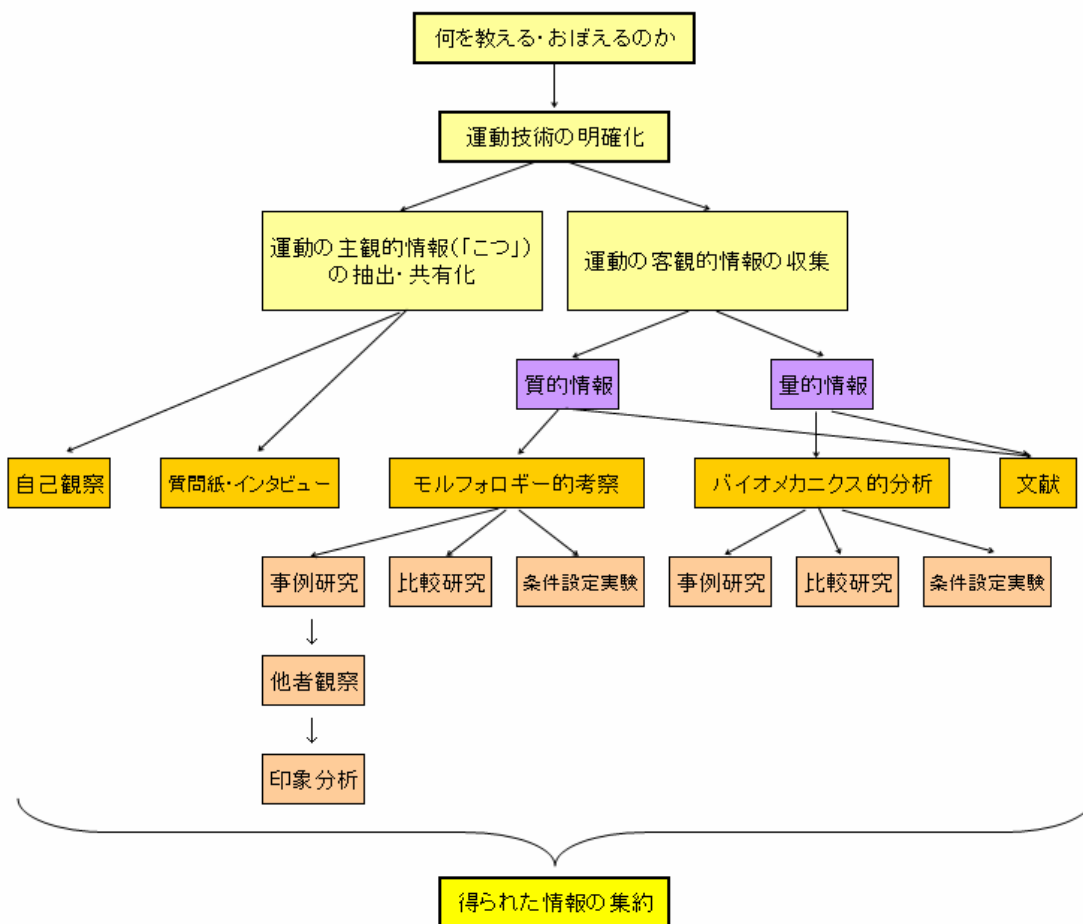 何を教える・おぼえるのか
運動技術の明確化
運動の主観的情報(「こつ」)
の抽出・共有化
運動の客観的情報の収集
質的情報
量的情報
自己観察
質問紙・インタビュー
モルフォロギー的考察
バイオメカニクス的分析
文献
事例研究
比較研究
条件設定実験
事例研究
比較研究
条件設定実験
他者観察
印象分析
得られた情報の集約